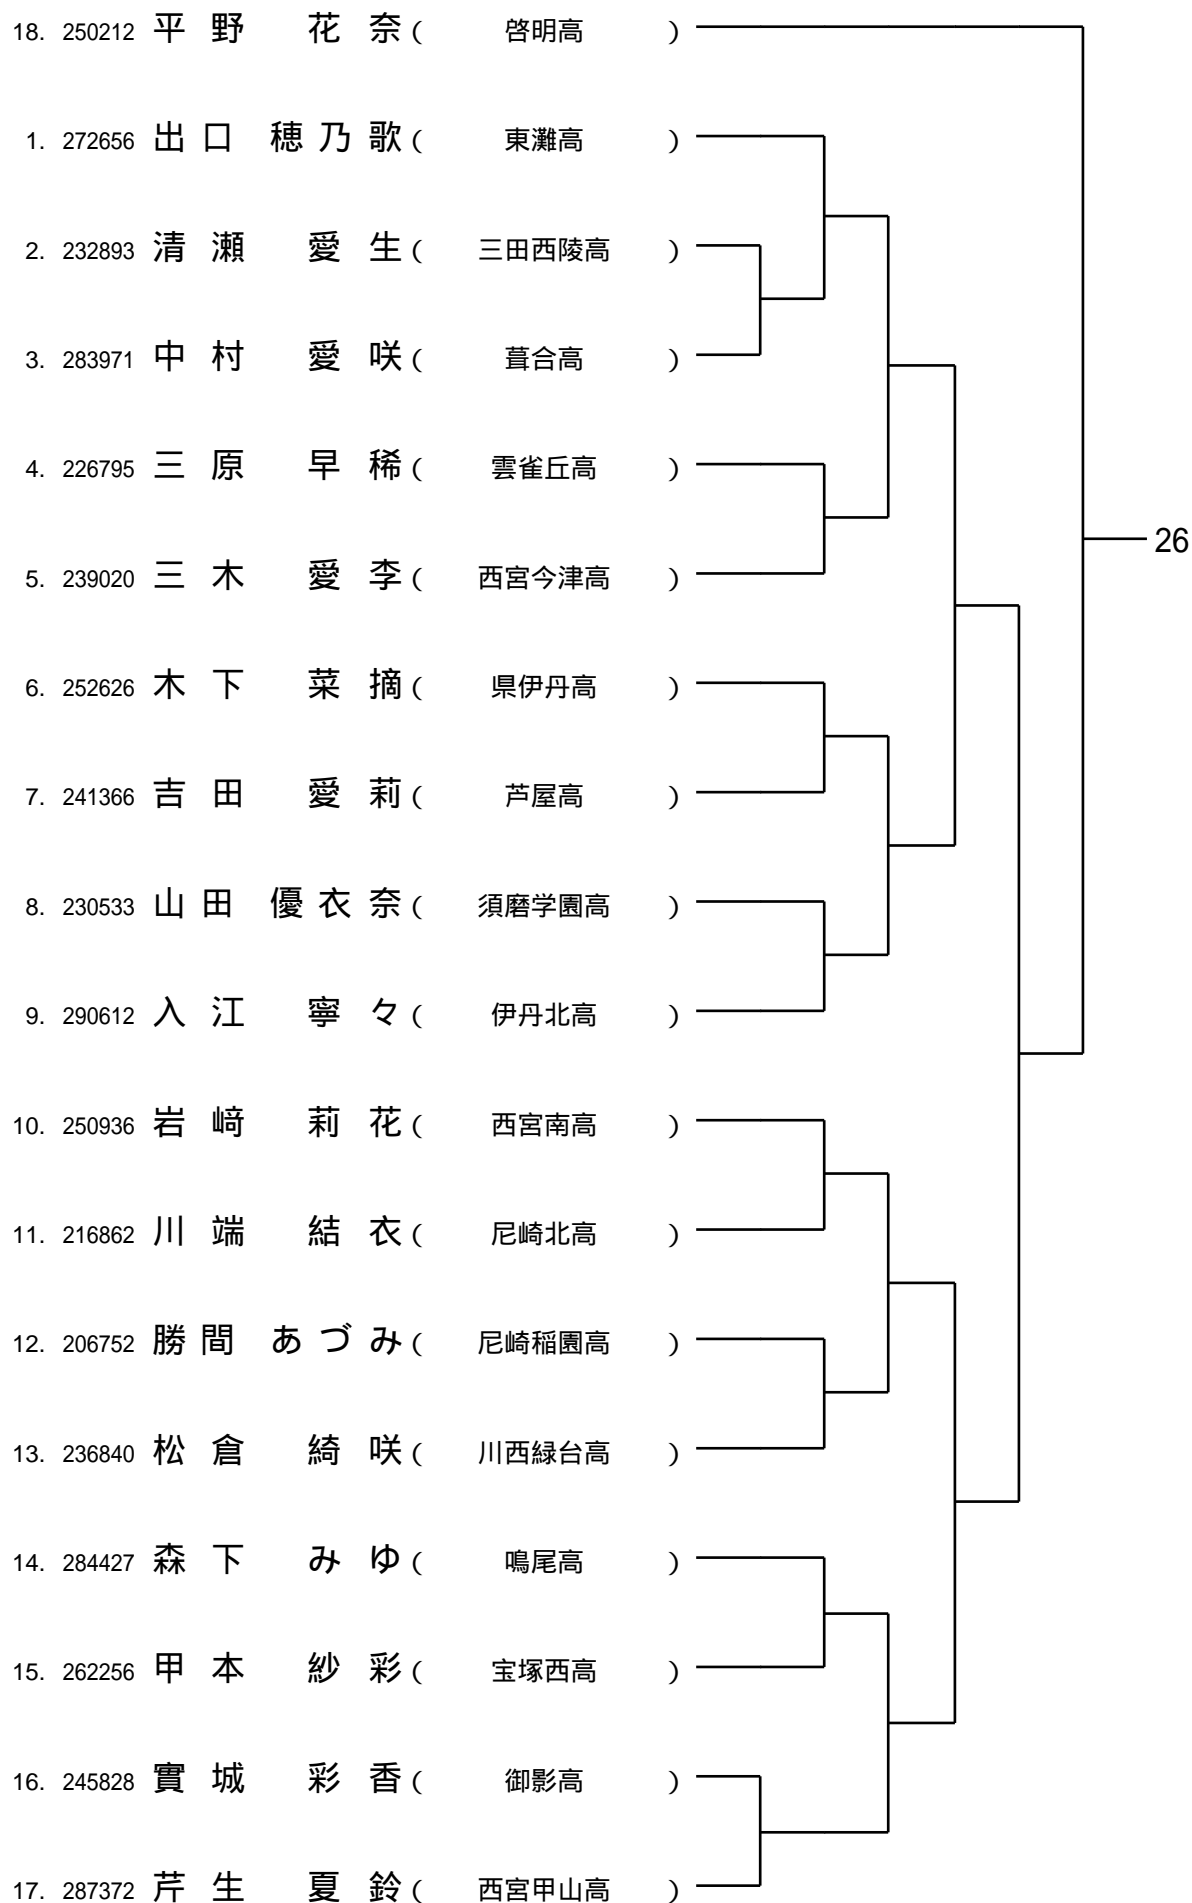 18. 250212 平野 花奈 ( 啓明高 )
1. 272656 出口 穂乃歌 ( 東灘高 )
2. 232893 清瀬 愛生 ( 三田西陵高 )
3. 283971 中村 愛咲 ( 葺合高 )
4. 226795 三原 早稀 ( 雲雀丘高 )
26
5. 239020 三木 愛李 ( 西宮今津高 )
6. 252626 木下 菜摘 ( 県伊丹高 )
7. 241366 吉田 愛莉 ( 芦屋高 )
8. 230533 山田 優衣奈 ( 須磨学園高 )
9. 290612 入江 寧々 ( 伊丹北高 )
10. 250936 岩﨑 莉花 ( 西宮南高 )
11. 216862 川端 結衣 ( 尼崎北高 )
12. 206752 勝間 あづみ ( 尼崎稲園高 )
13. 236840 松倉 綺咲 ( 川西緑台高 )
14. 284427 森下 みゆ ( 鳴尾高 )
15. 262256 甲本 紗彩 ( 宝塚西高 )
16. 245828 實城 彩香 ( 御影高 )
17. 287372 芹生 夏鈴 ( 西宮甲山高 )